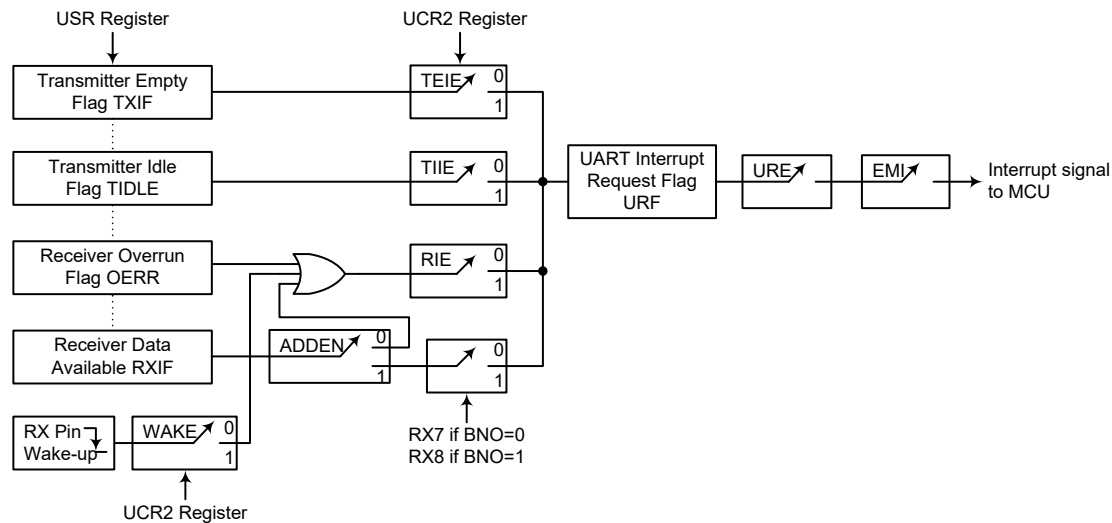 USR Register
UCR2 Register
Transmitter Empty
Flag TXIF
TEIE
0
1
Transmitter Idle
Flag TIDLE
TIIE
0
1
UART Interrupt
Request Flag
URF
URE
EMI
Interrupt signal
to MCU
Receiver Overrun
Flag OERR
RIE
0
1
Receiver Data
Available RXIF
ADDEN
0
1
0
1
RX7 if BNO=0
RX8 if BNO=1
RX Pin
Wake-up
WAKE
0
1
UCR2 Register